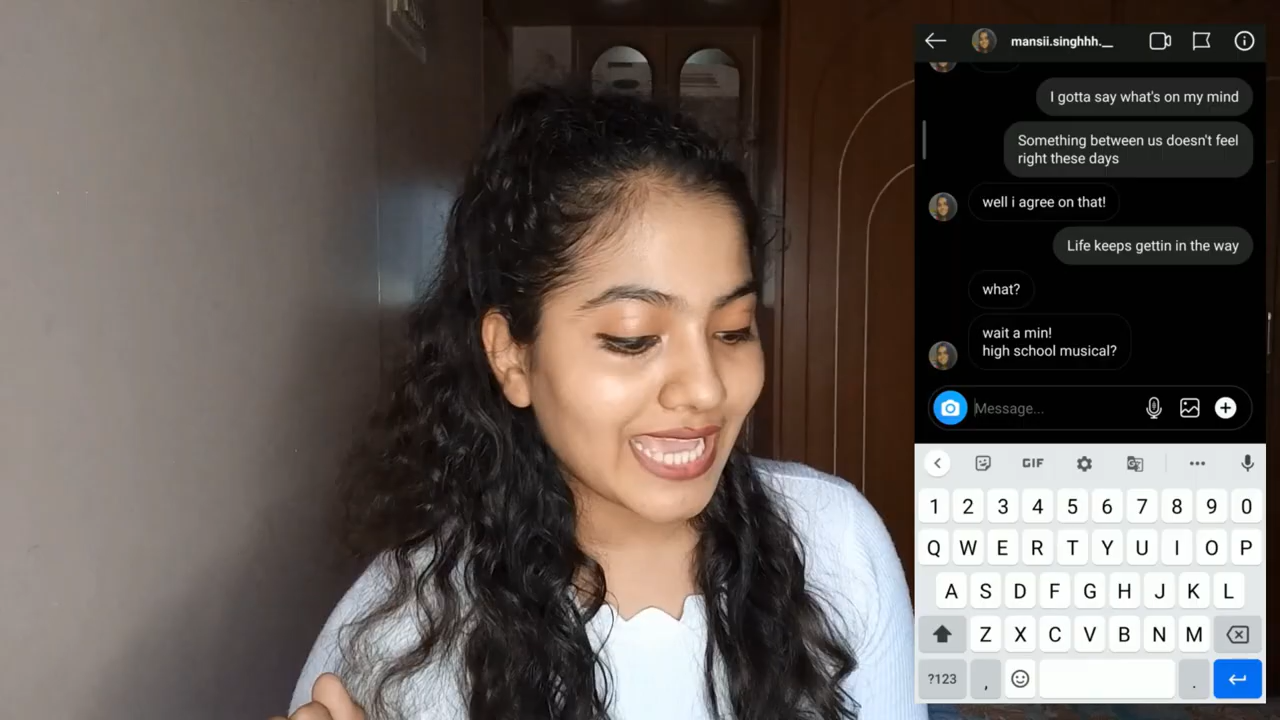 mansii.singhhh.__
I gotta say what's on my mind
Something between us doesn't feel
right these days
well i agree on that!
Life keeps gettin in the way
what?
wait a min!
high school musical?
Message...
GIF
1 2 3 4 5 6 7 8 9 0
Q W E R T Y U I O P
A S D F G H J K L
Z X C V B N M
?123 , .